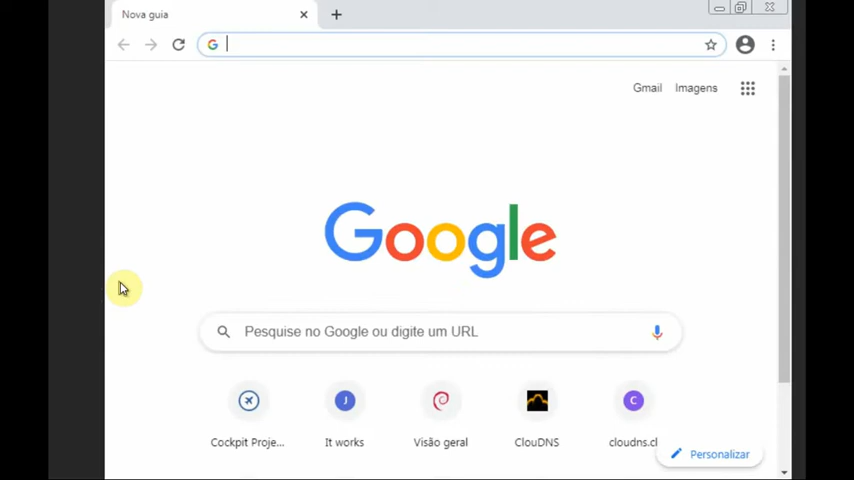 Nova guia
Gmail Imagens
Google
Pesquise no Google ou digite um URL
J
C
Cockpit Proje...
It works
Visão geral
ClouDNS
cloudns.cl
Personalizar